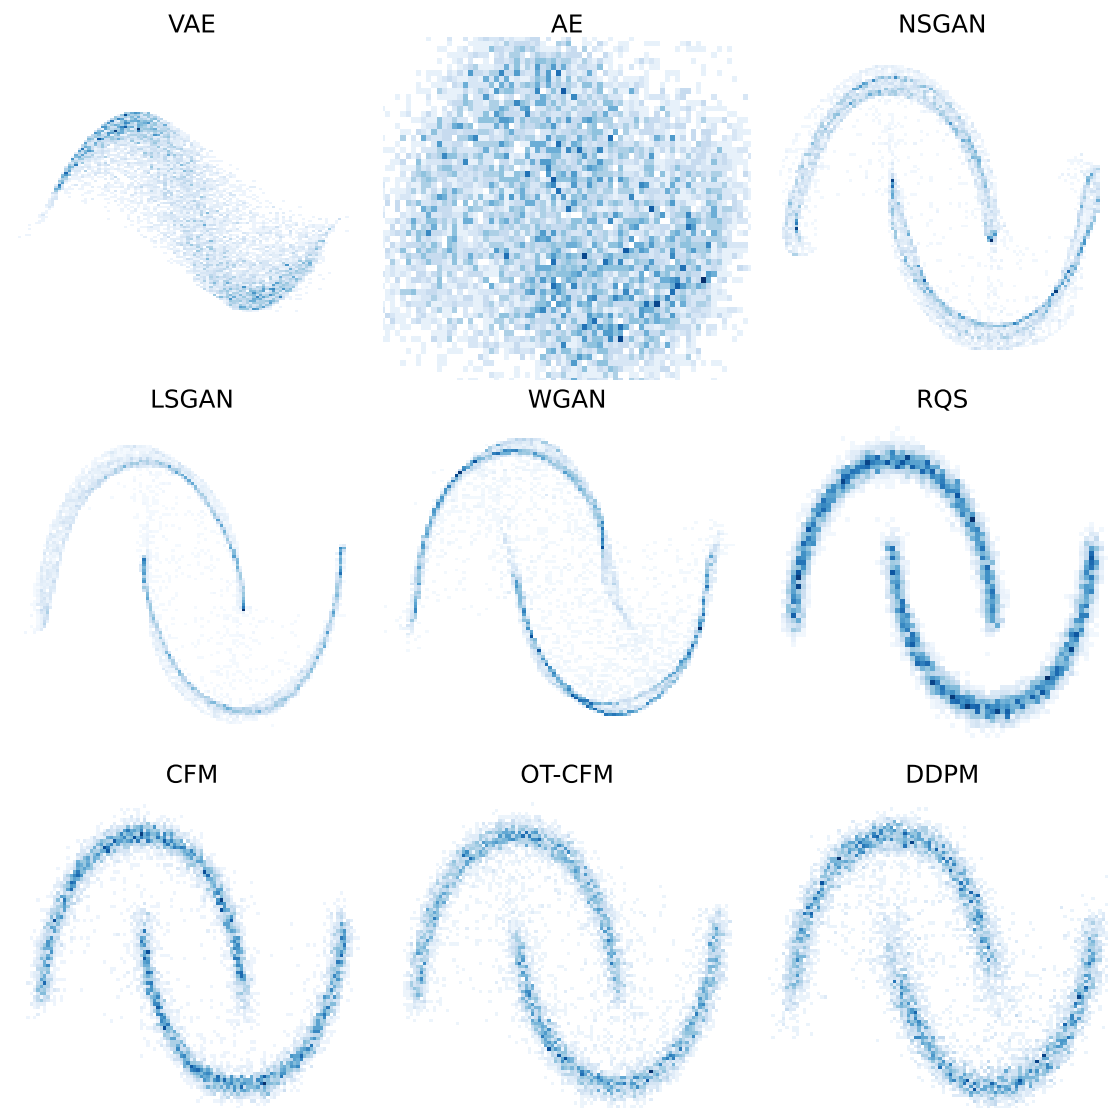 VAE
AE
NSGAN
LSGAN
WGAN
RQS
CFM
OT-CFM
DDPM